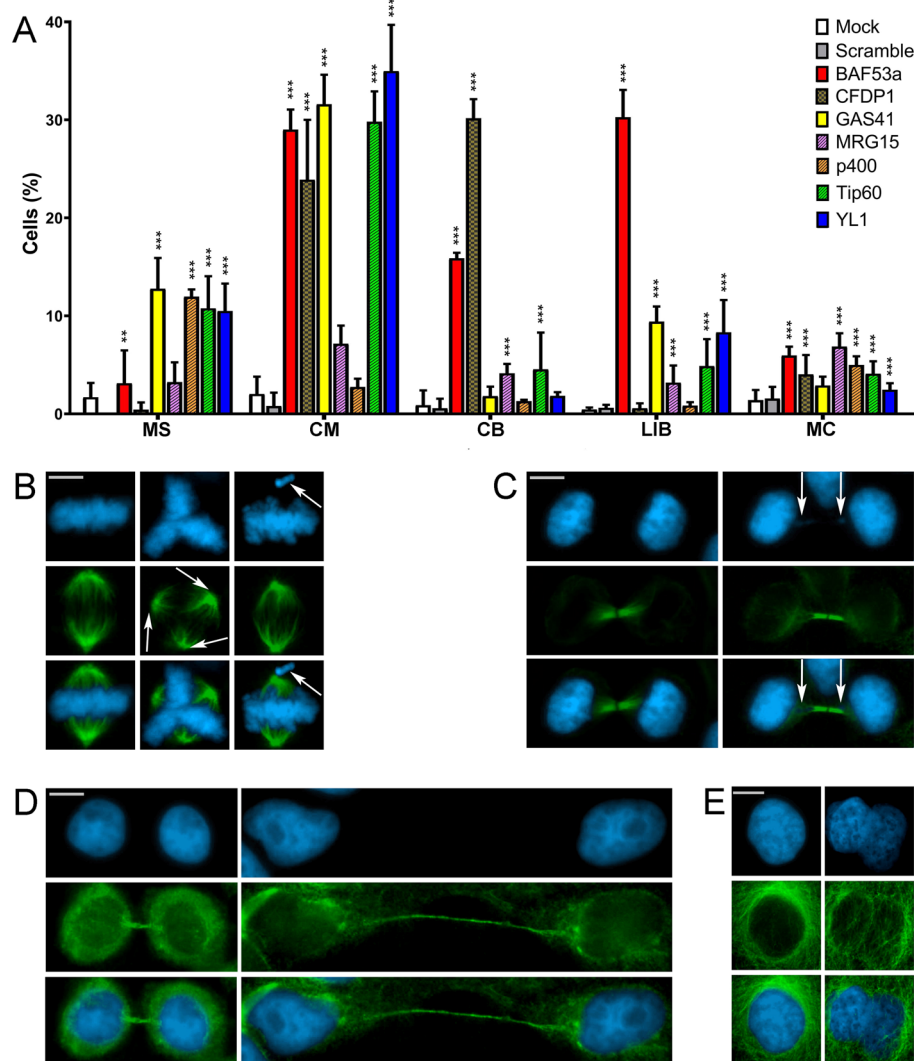 A
40
30
20
10
0
Cells (%)
*** *** *** *** *** *** *** *** *** *** *** *** *** *** *** *** *** *** *** *** *** *** *** *** ***
**
Mock
Scramble
BAF53a
CFDP1
GAS41
MRG15
p400
Tip60
YL1
MS CM CB LIB MC
B
C
D
E